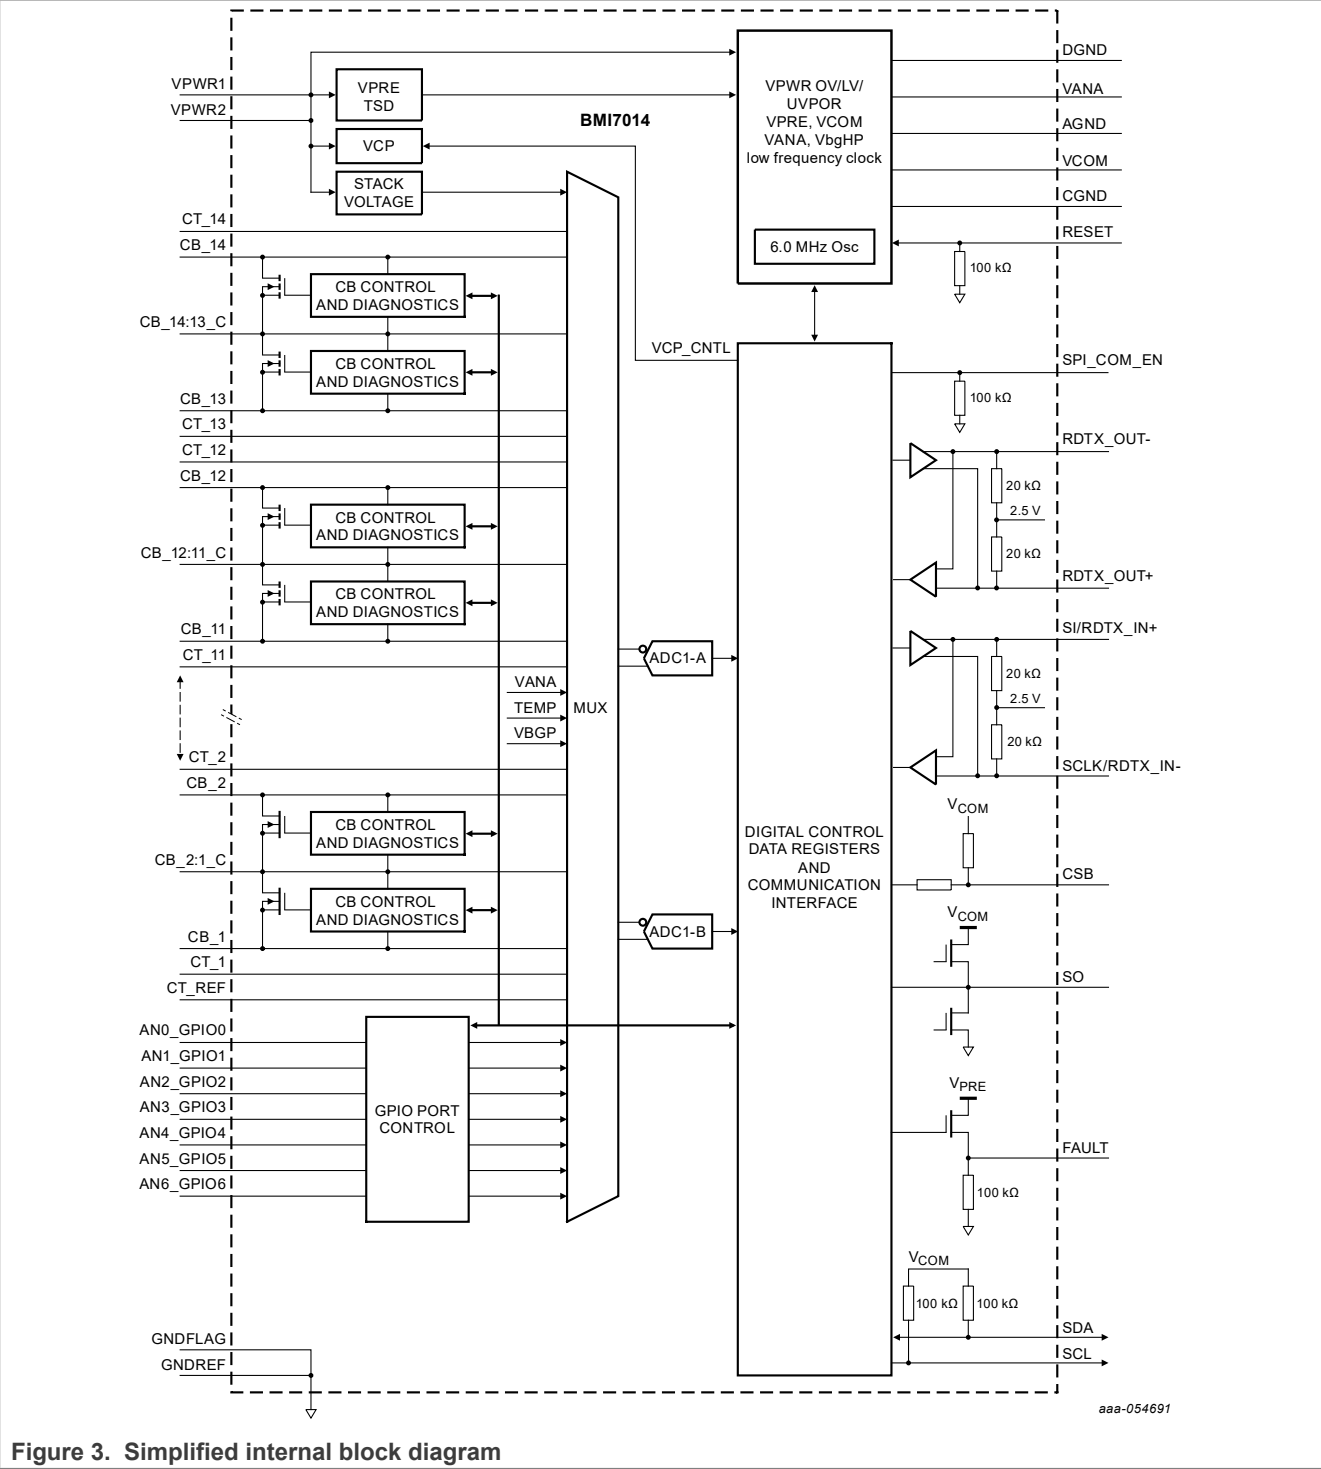 VPWR1
VPWR2
VPRE
TSD
VCP
STACK
VOLTAGE
BMI7014
VPWR OV/LV/
UVPOR
VPRE, VCOM
VANA, VbgHP
low frequency clock
6.0 MHz Osc
DGND
VANA
AGND
VCOM
CGND
RESET
100 kΩ
CT_14
CB_14
CB CONTROL
AND DIAGNOSTICS
CB_14:13_C
CB CONTROL
AND DIAGNOSTICS
CB_13
CT_13
CT_12
CB_12
CB CONTROL
AND DIAGNOSTICS
CB_12:11_C
CB CONTROL
AND DIAGNOSTICS
CB_11
CT_11
CT_2
CB_2
CB CONTROL
AND DIAGNOSTICS
CB_2:1_C
CB CONTROL
AND DIAGNOSTICS
CB_1
CT_1
CT_REF
AN0_GPIO0
AN1_GPIO1
AN2_GPIO2
AN3_GPIO3
AN4_GPIO4
AN5_GPIO5
AN6_GPIO6
GPIO PORT
CONTROL
GNDFLAG
GNDREF
VANA
TEMP
VBGP
MUX
VCP_CNTL
ADC1-A
ADC1-B
DIGITAL CONTROL
DATA REGISTERS
AND
COMMUNICATION
INTERFACE
SPI_COM_EN
100 kΩ
RDTX_OUT-
20 kΩ
2.5 V
20 kΩ
RDTX_OUT+
SI/RDTX_IN+
20 kΩ
2.5 V
20 kΩ
SCLK/RDTX_IN-
VCOM
CSB
VCOM
SO
VPRE
FAULT
100 kΩ
VCOM
100 kΩ
100 kΩ
SDA
SCL
aaa-054691
Figure 3. Simplified internal block diagram